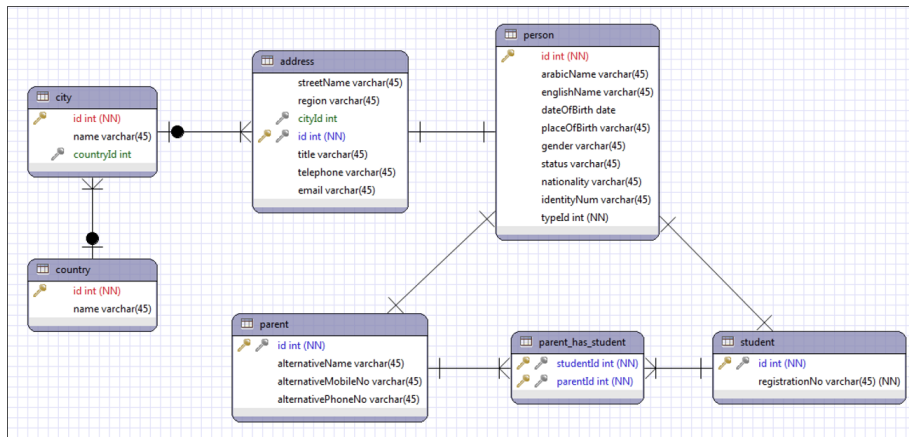 person
id int (NN)
arabicName varchar(45)
englishName varchar(45)
dateOfBirth date
placeOfBirth varchar(45)
gender varchar(45)
status varchar(45)
nationality varchar(45)
identityNum varchar(45)
typeId int (NN)
address
streetName varchar(45)
region varchar(45)
cityId int
id int (NN)
title varchar(45)
telephone varchar(45)
email varchar(45)
city
id int (NN)
name varchar(45)
countryId int
country
id int (NN)
name varchar(45)
parent
id int (NN)
alternativeName varchar(45)
alternativeMobileNo varchar(45)
alternativePhoneNo varchar(45)
parent_has_student
studentId int (NN)
parentId int (NN)
student
id int (NN)
registrationNo varchar(45) (NN)